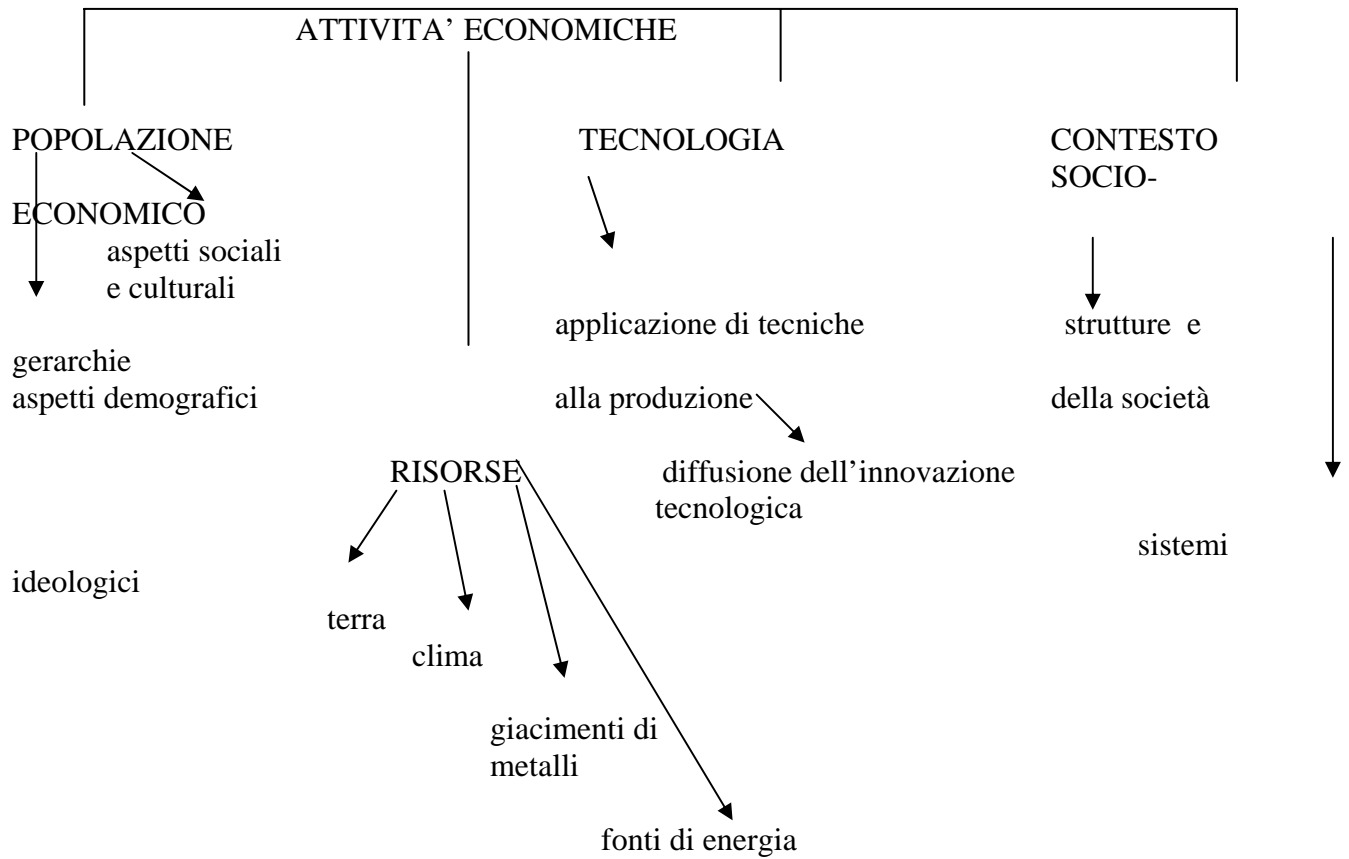 ATTIVITA’ ECONOMICHE
POPOLAZIONE TECNOLOGIA CONTESTO
SOCIO-
ECONOMICO
aspetti sociali
e culturali
applicazione di tecniche strutture e
gerarchie
aspetti demografici alla produzione della società
RISORSE diffusione dell’innovazione
tecnologica
sistemi
ideologici
terra
clima
giacimenti di
metalli
fonti di energia